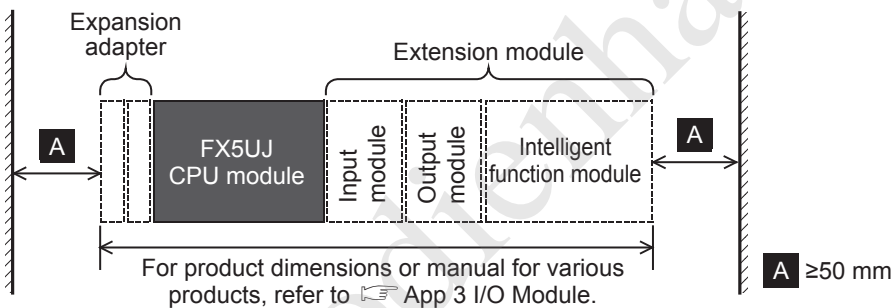 Expansion
adapter
Extension module
A
FX5UJ
CPU module
Input
module
Output
module
Intelligent
function module
A
For product dimensions or manual for various
products, refer to ☞ App 3 I/O Module.
A ≥50 mm